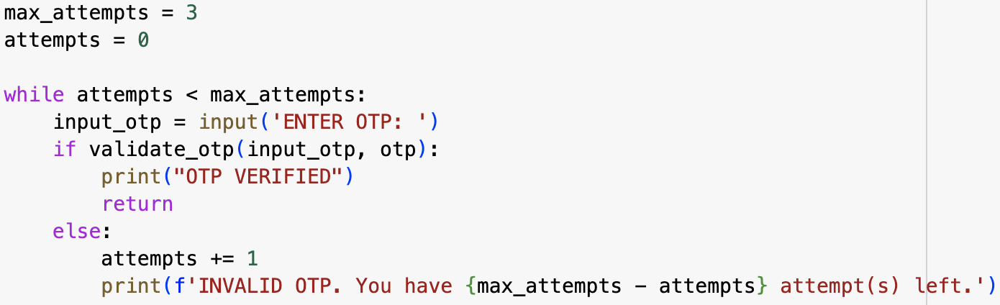 max_attempts = 3
attempts = 0

while attempts < max_attempts:
    input_otp = input('ENTER OTP: ')
    if validate_otp(input_otp, otp):
        print("OTP VERIFIED")
        return
    else:
        attempts += 1
        print(f'INVALID OTP. You have {max_attempts - attempts} attempt(s) left.')